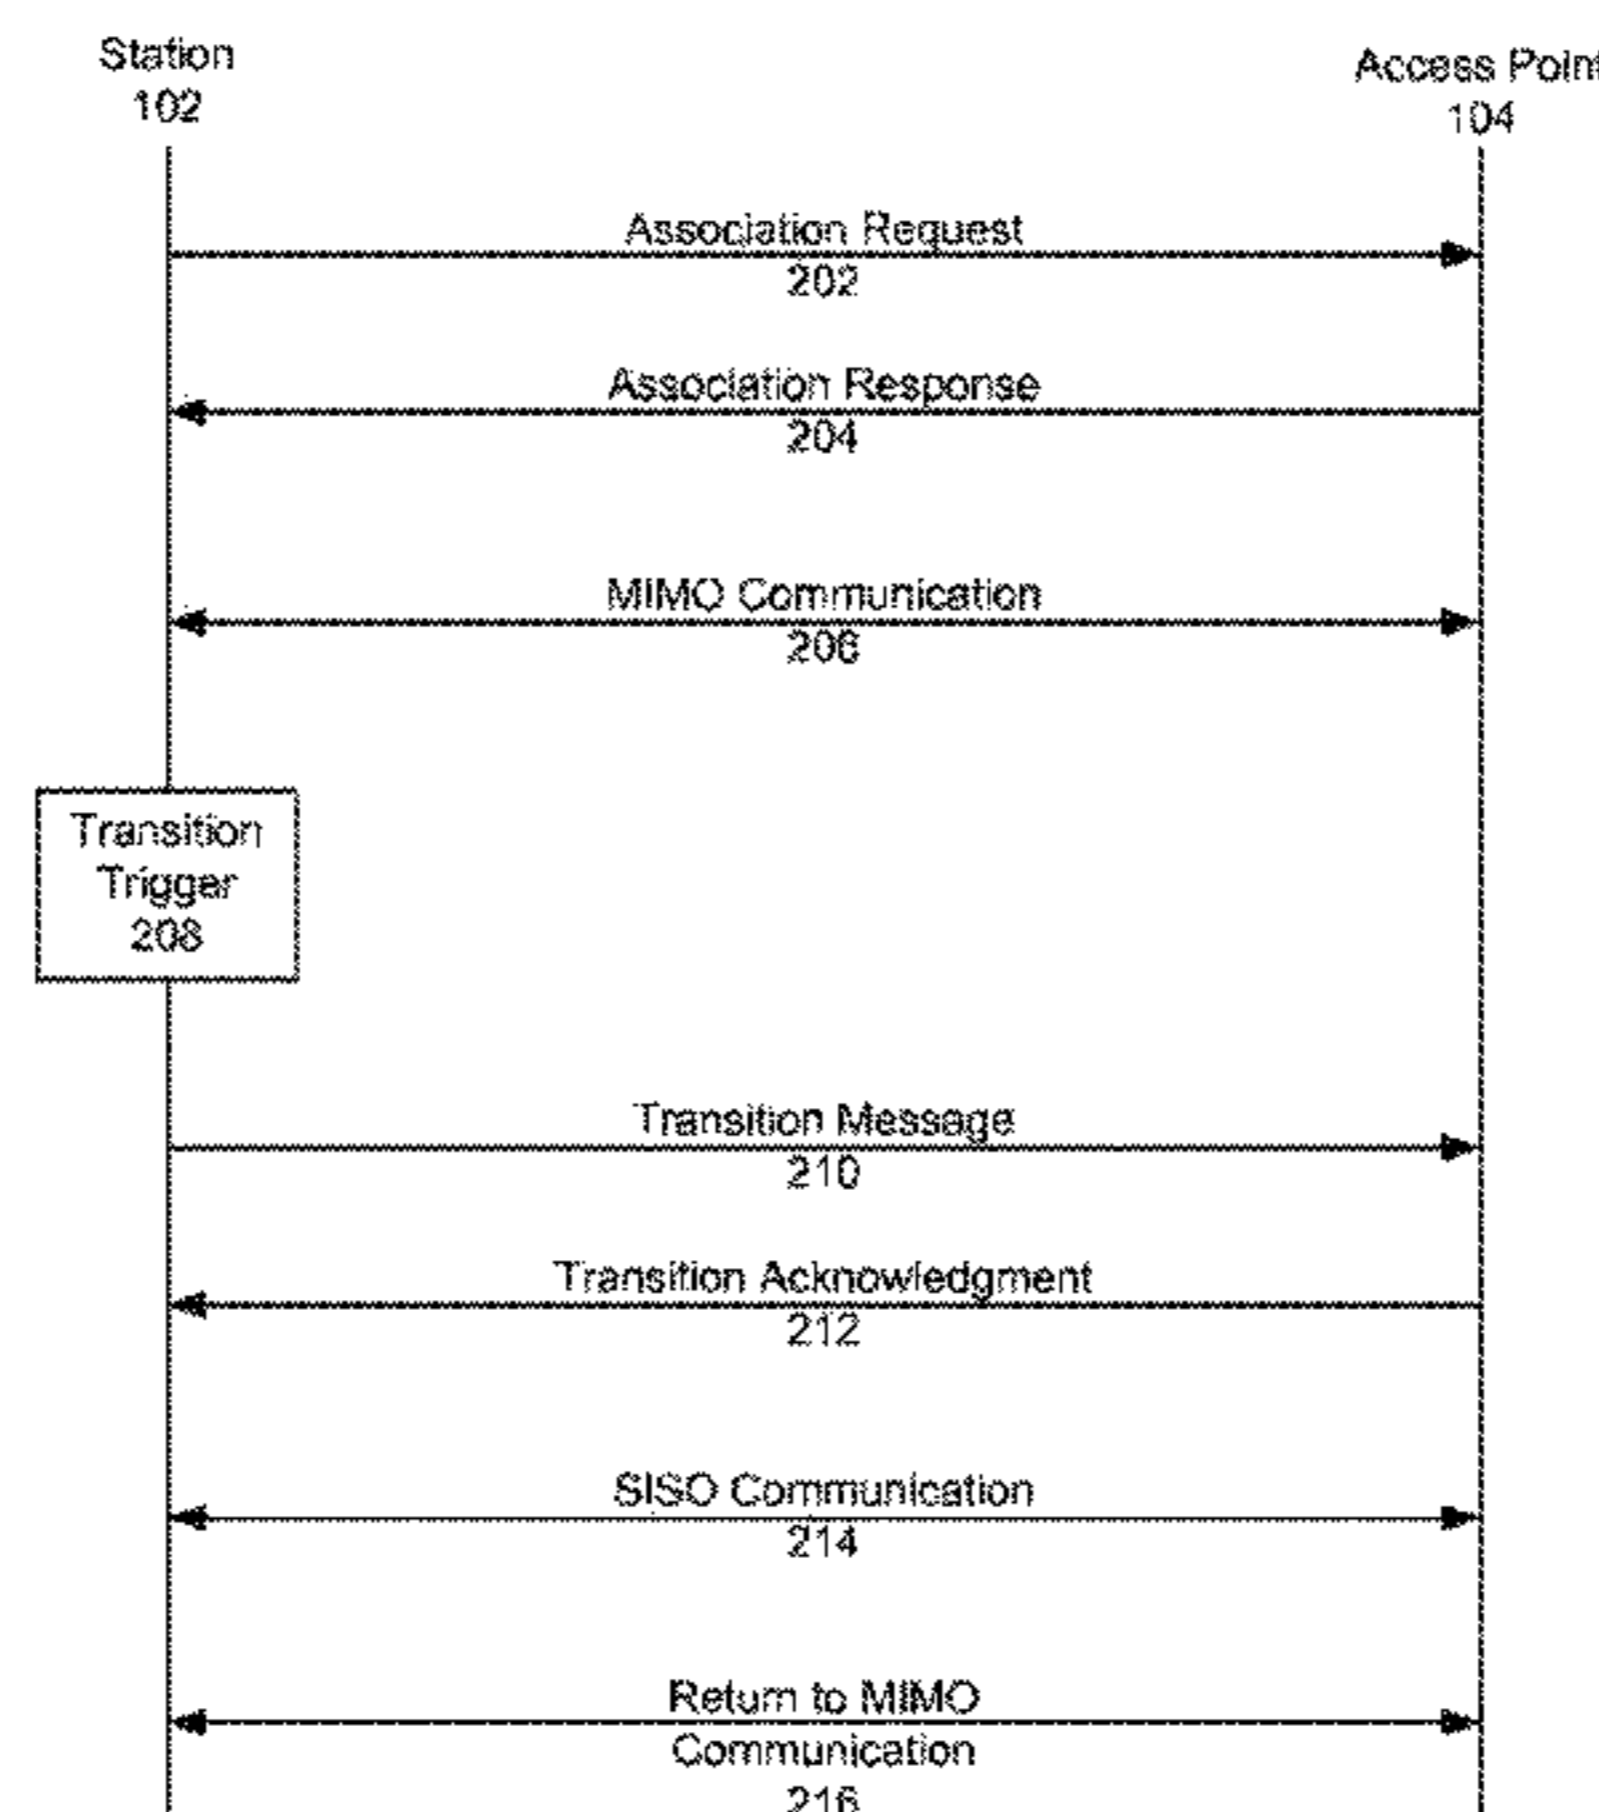 Station
102
Access Point
104
Association Request
202
Association Response
204
MIMO Communication
206
Transition
Trigger
208
Transition Message
210
Transition Acknowledgment
212
SISO Communication
214
Return to MIMO
Communication
216